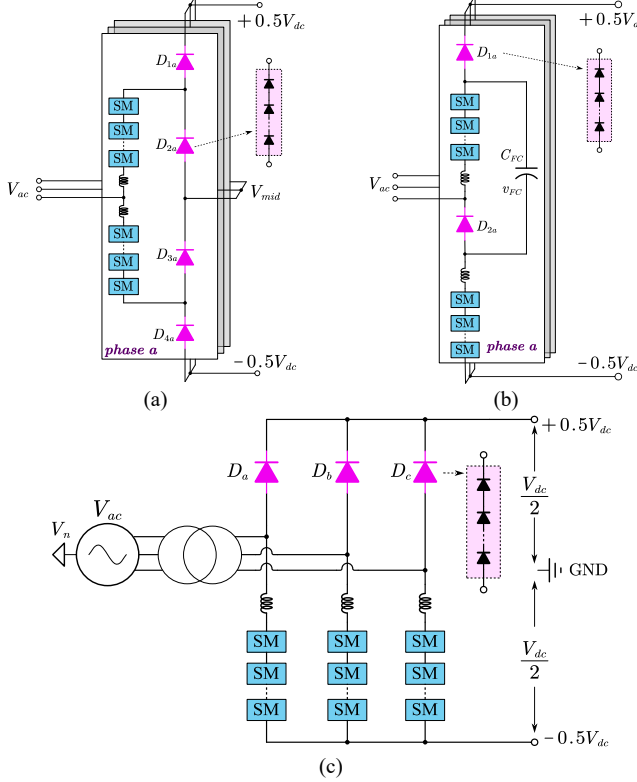 +0.5V_dc
D_1a
SM
SM
SM
D_2a
V_ac
V_mid
SM
D_3a
SM
SM
D_4a
phase a
−0.5V_dc
(a)
+0.5V_d
D_1a
SM
SM
SM
C_FC
V_ac
v_FC
D_2a
SM
SM
SM
phase a
−0.5V_dc
(b)
+0.5V_dc
D_a
D_b
D_c
V_dc
2
V_n
V_ac
GND
SM SM SM
SM SM SM
SM SM SM
V_dc
2
−0.5V_dc
(c)